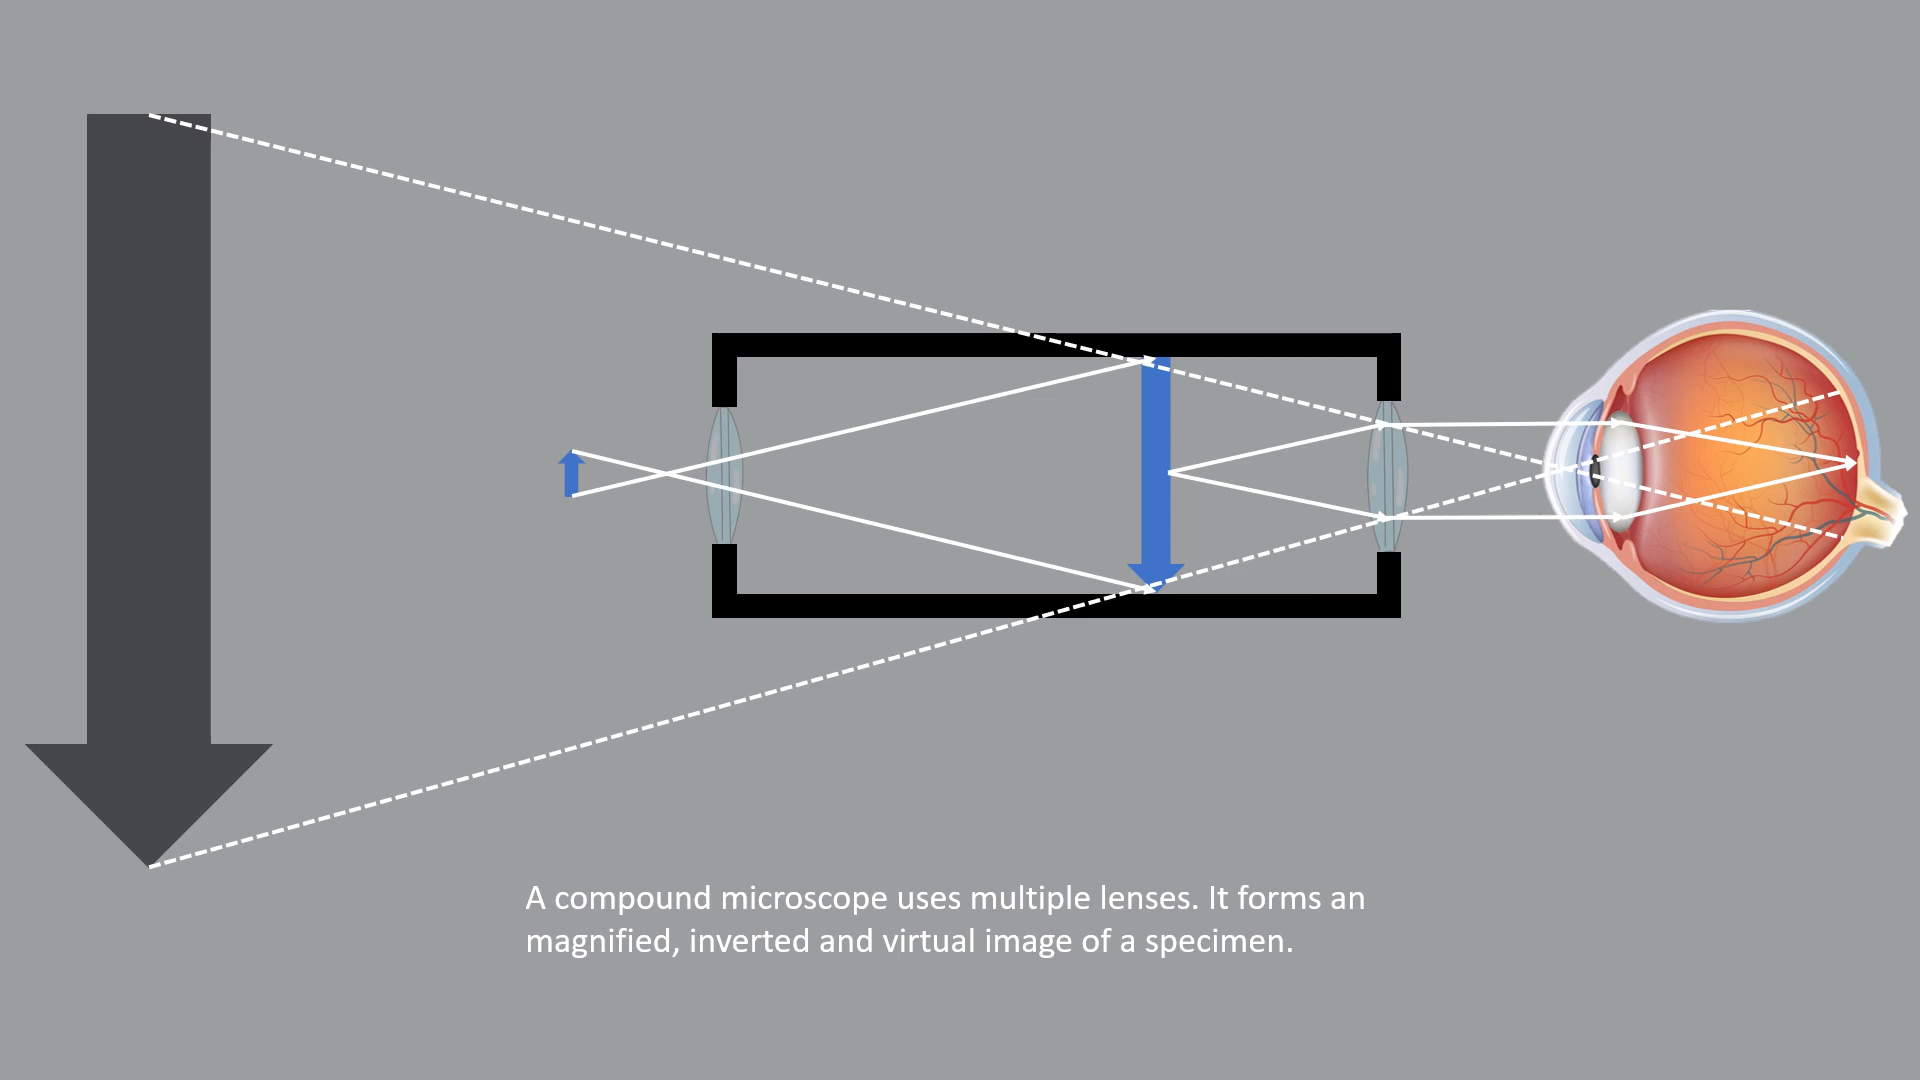 A compound microscope uses multiple lenses. It forms an
magnified, inverted and virtual image of a specimen.